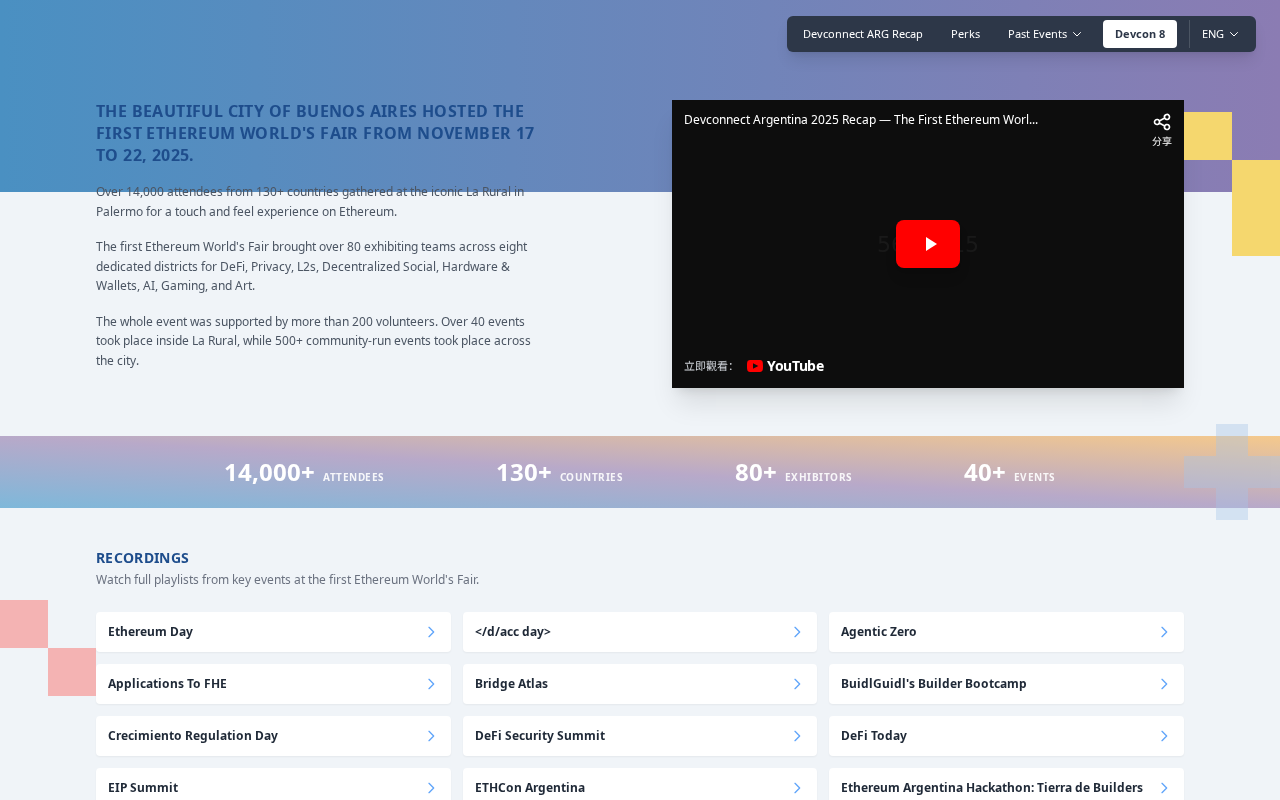 Devconnect ARG Recap
Perks
Past Events
Devcon 8
ENG
THE BEAUTIFUL CITY OF BUENOS AIRES HOSTED THE
FIRST ETHEREUM WORLD'S FAIR FROM NOVEMBER 17
TO 22, 2025.
Over 14,000 attendees from 130+ countries gathered at the iconic La Rural in
Palermo for a touch and feel experience on Ethereum.
The first Ethereum World's Fair brought over 80 exhibiting teams across eight
dedicated districts for DeFi, Privacy, L2s, Decentralized Social, Hardware &
Wallets, AI, Gaming, and Art.
The whole event was supported by more than 200 volunteers. Over 40 events
took place inside La Rural, while 500+ community-run events took place across
the city.
Devconnect Argentina 2025 Recap — The First Ethereum Worl...
分享
立即觀看：
YouTube
14,000+ ATTENDEES
130+ COUNTRIES
80+ EXHIBITORS
40+ EVENTS
RECORDINGS
Watch full playlists from key events at the first Ethereum World's Fair.
Ethereum Day
</d/acc day>
Agentic Zero
Applications To FHE
Bridge Atlas
BuidlGuidl's Builder Bootcamp
Crecimiento Regulation Day
DeFi Security Summit
DeFi Today
EIP Summit
ETHCon Argentina
Ethereum Argentina Hackathon: Tierra de Builders